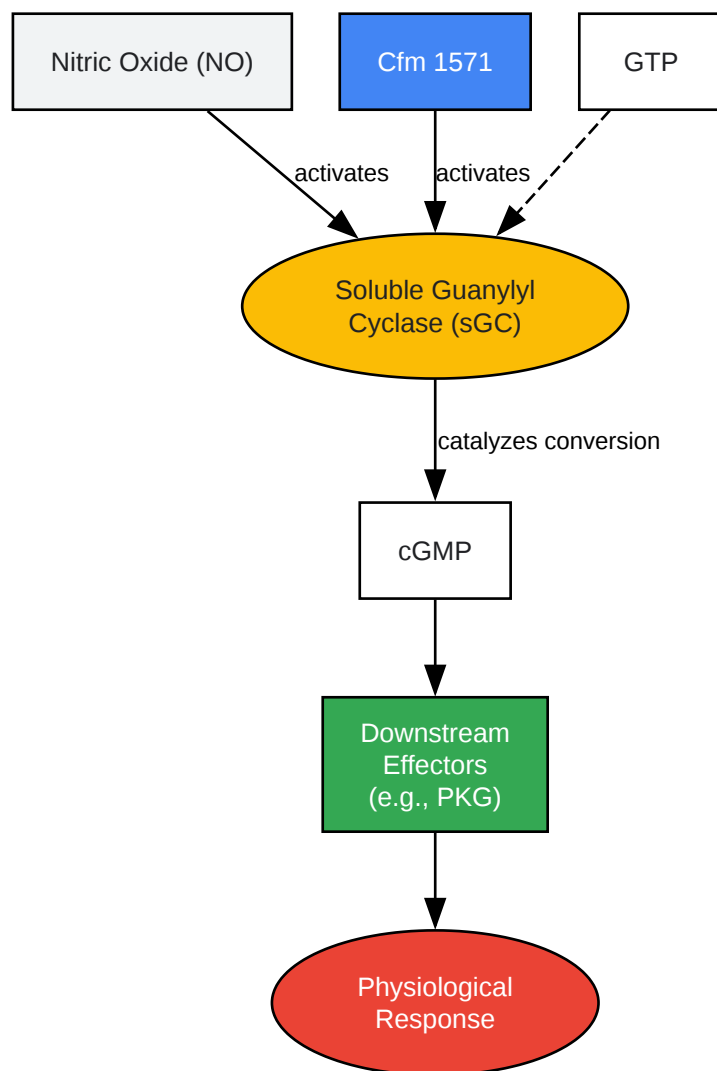 Nitric Oxide (NO)
Cfm 1571
GTP
activates
activates
Soluble Guanylyl
Cyclase (sGC)
catalyzes conversion
cGMP
Downstream
Effectors
(e.g., PKG)
Physiological
Response